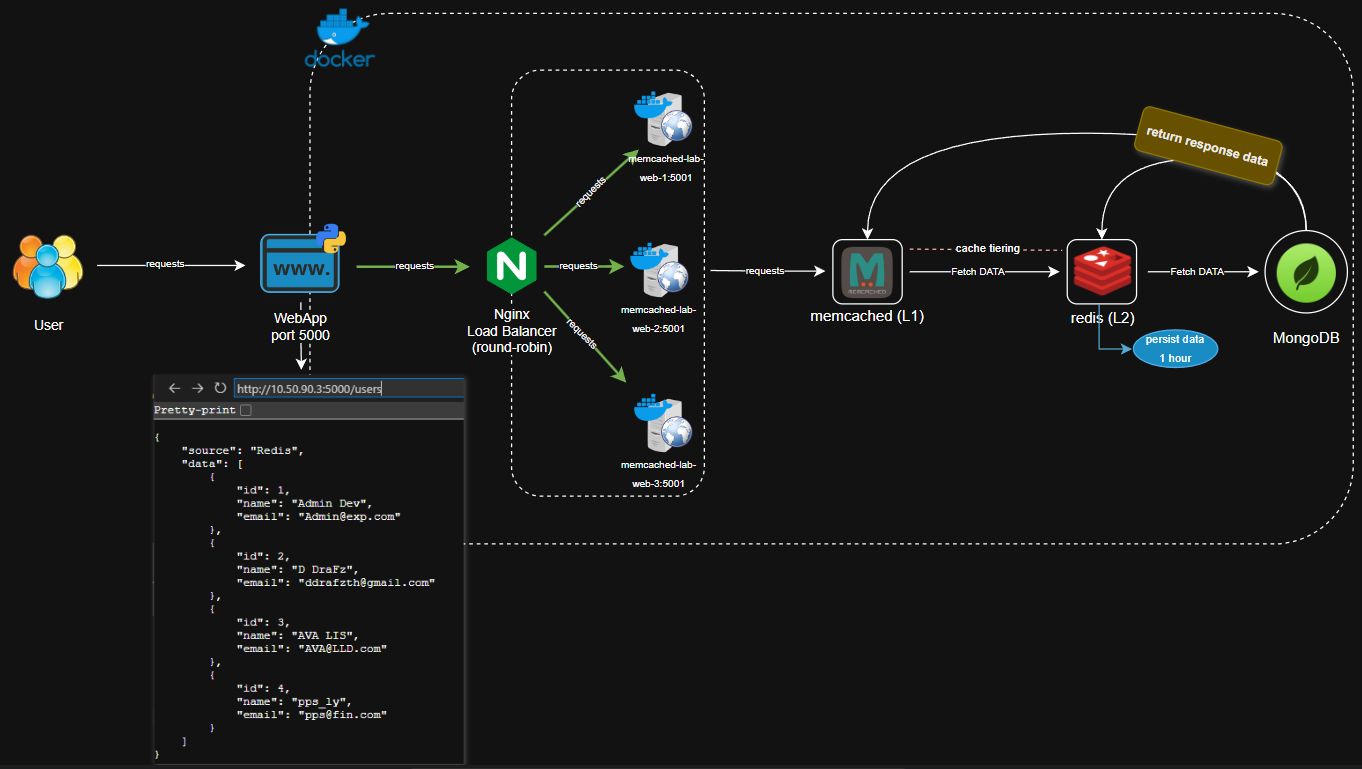 docker
User
requests
www.
WebApp
port 5000
requests
N
Nginx
Load Balancer
(round-robin)
requests
requests
requests
memcached-lab-
web-1:5001
memcached-lab-
web-2:5001
memcached-lab-
web-3:5001
requests
MEMCACHED
memcached (L1)
cache tiering
Fetch DATA
redis (L2)
persist data
1 hour
Fetch DATA
MongoDB
return response data
http://10.50.90.3:5000/users
Pretty-print
{
"source": "Redis",
"data": [
{
"id": 1,
"name": "Admin Dev",
"email": "Admin@exp.com"
},
{
"id": 2,
"name": "D DraFz",
"email": "ddrafzth@gmail.com"
},
{
"id": 3,
"name": "AVA LIS",
"email": "AVA@LLD.com"
},
{
"id": 4,
"name": "pps_ly",
"email": "pps@fin.com"
}
]
}